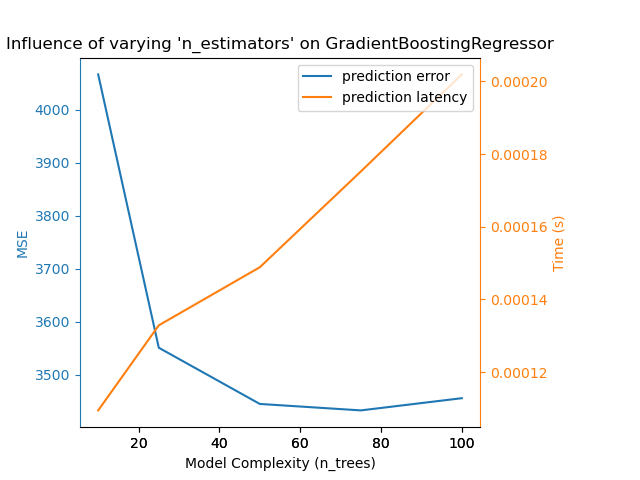 Influence of varying 'n_estimators' on GradientBoostingRegressor
prediction error
prediction latency
4000
3900
3800
3700
3600
3500
MSE
0.00020
0.00018
0.00016
0.00014
0.00012
Time (s)
20 40 60 80 100
Model Complexity (n_trees)